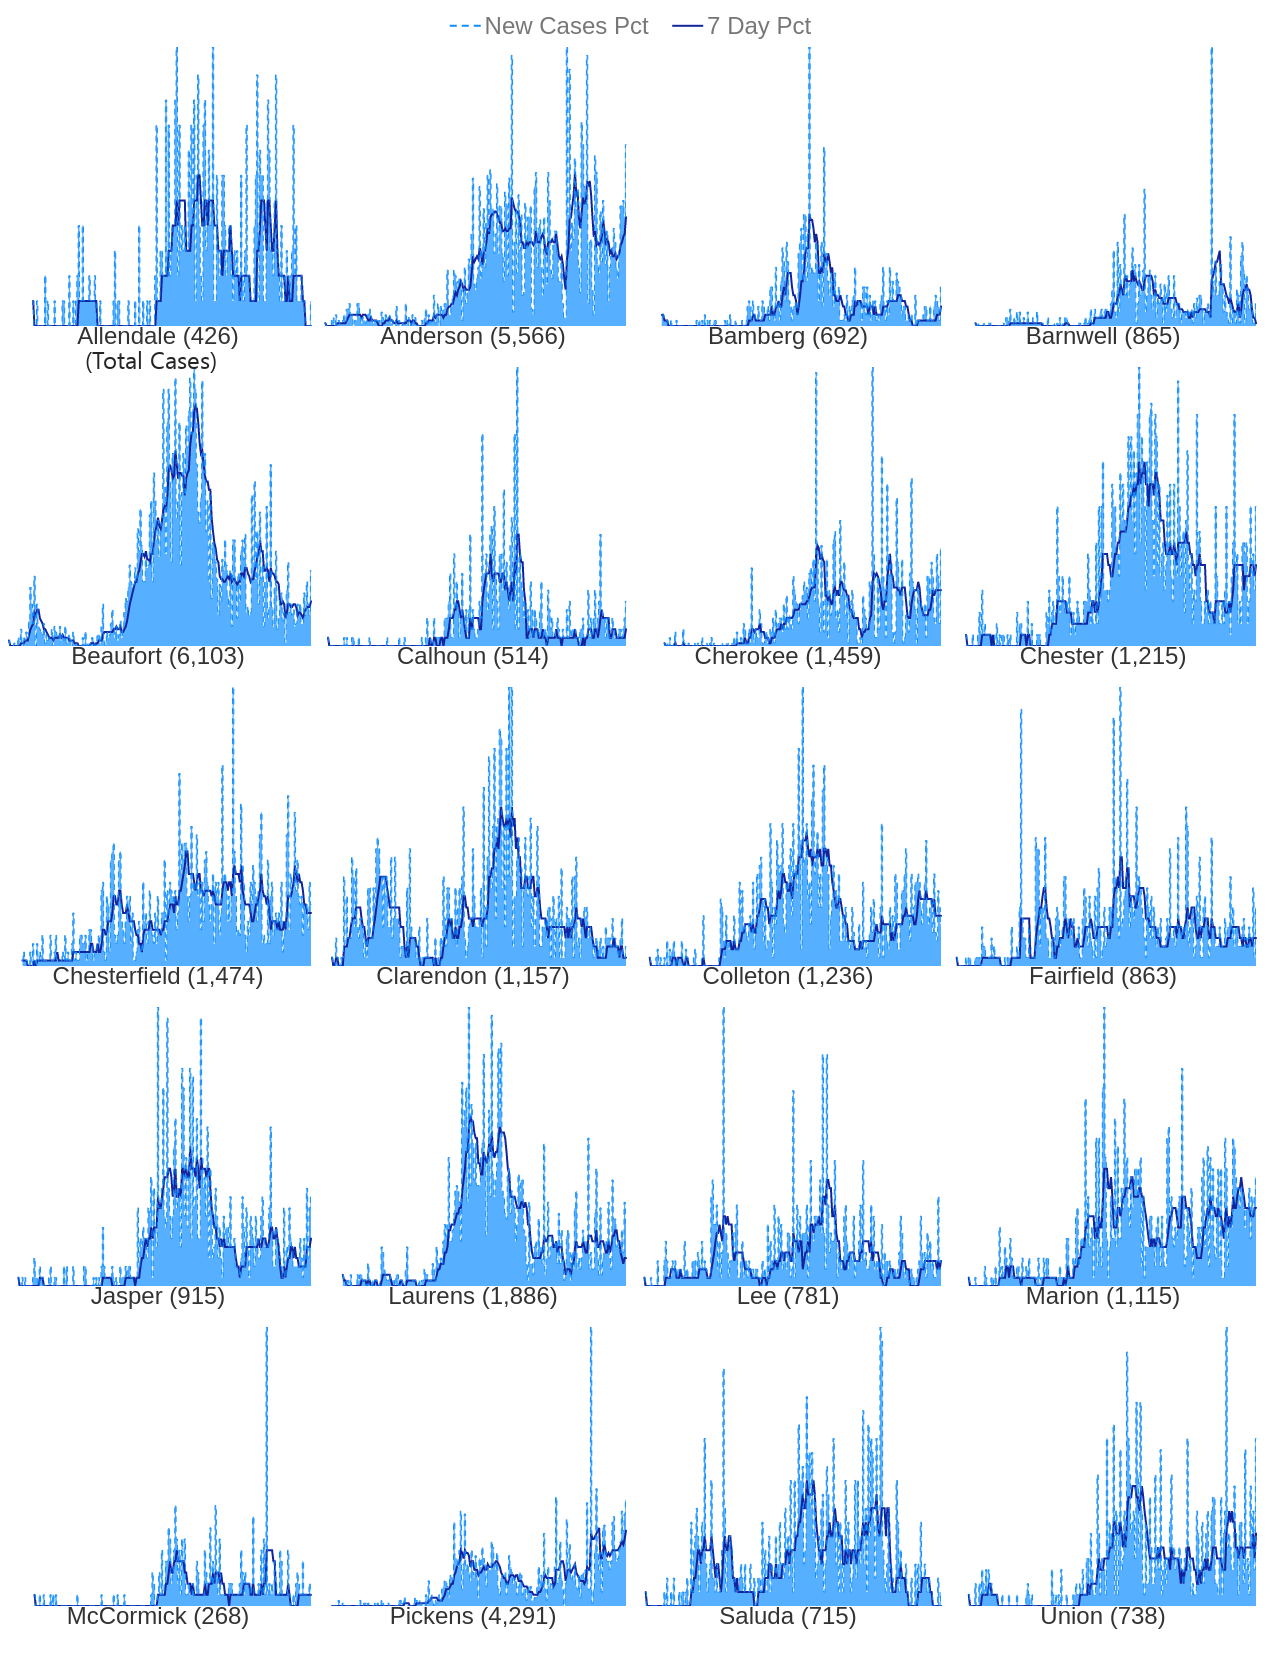 New Cases Pct 7 Day Pct
Allendale (426) Anderson (5,566) Bamberg (692) Barnwell (865)
(Total Cases)
Beaufort (6,103) Calhoun (514) Cherokee (1,459) Chester (1,215)
Chesterfield (1,474) Clarendon (1,157) Colleton (1,236) Fairfield (863)
Jasper (915) Laurens (1,886) Lee (781) Marion (1,115)
McCormick (268) Pickens (4,291) Saluda (715) Union (738)